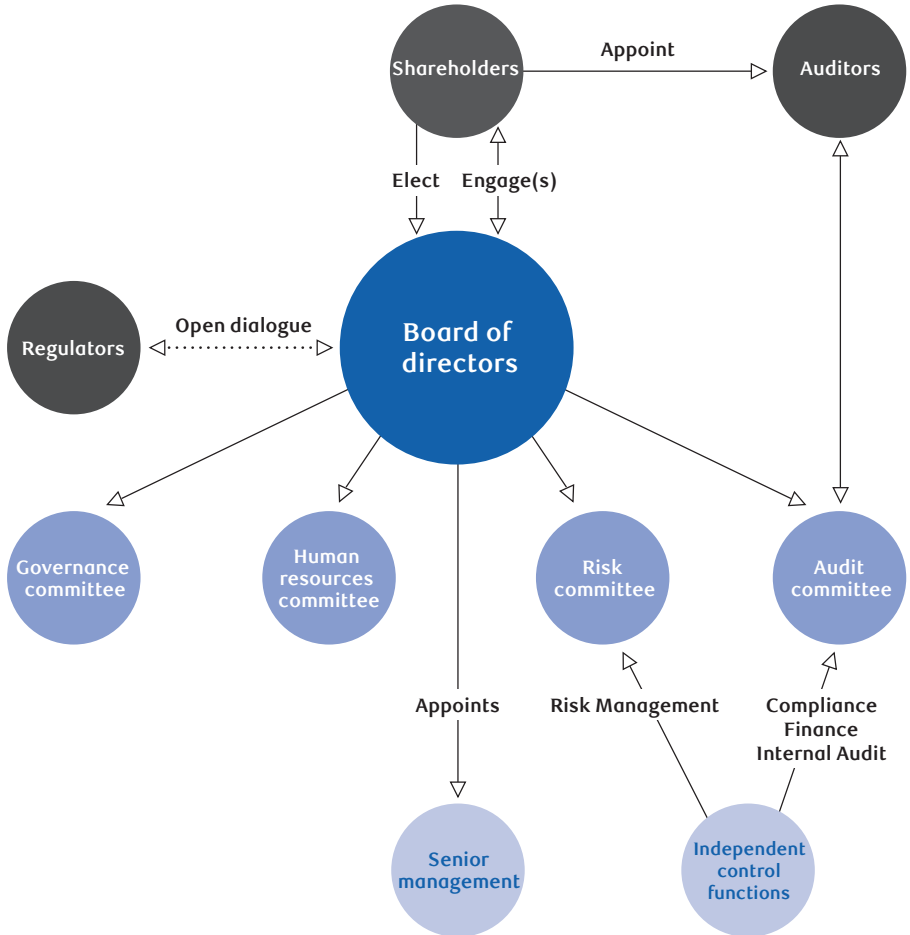 Shareholders
Appoint
Auditors
Elect
Engage(s)
Regulators
Open dialogue
Board of
directors
Governance
committee
Human
resources
committee
Risk
committee
Audit
committee
Appoints
Risk Management
Compliance
Finance
Internal Audit
Senior
management
Independent
control
functions